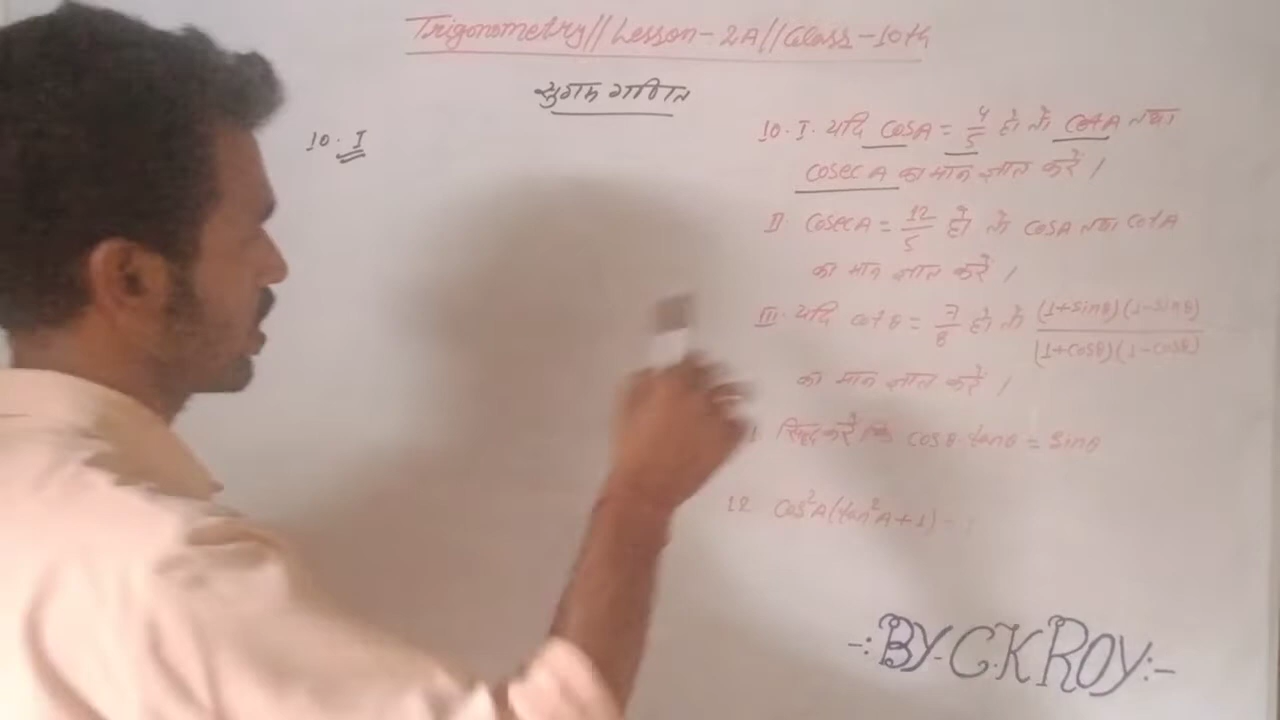 Trigonometry//Lesson-2A//Class-10th
सुगम गणित
10. I
10. I. यदि cosA = 4/5 हो तो cotA तथा
cosecA का मान ज्ञात करें।
II. cosecA = 12/5 हो तो cosA तथा cotA
का मान ज्ञात करें।
III. यदि cotθ = 7/8 हो तो (1+sinθ)(1-sinθ)/(1+cosθ)(1-cosθ)
का मान ज्ञात करें।
सिद्ध करें कि cosθ.tanθ = sinθ
12 cos²A(tan²A+1) =
-:BY.C.K ROY:-